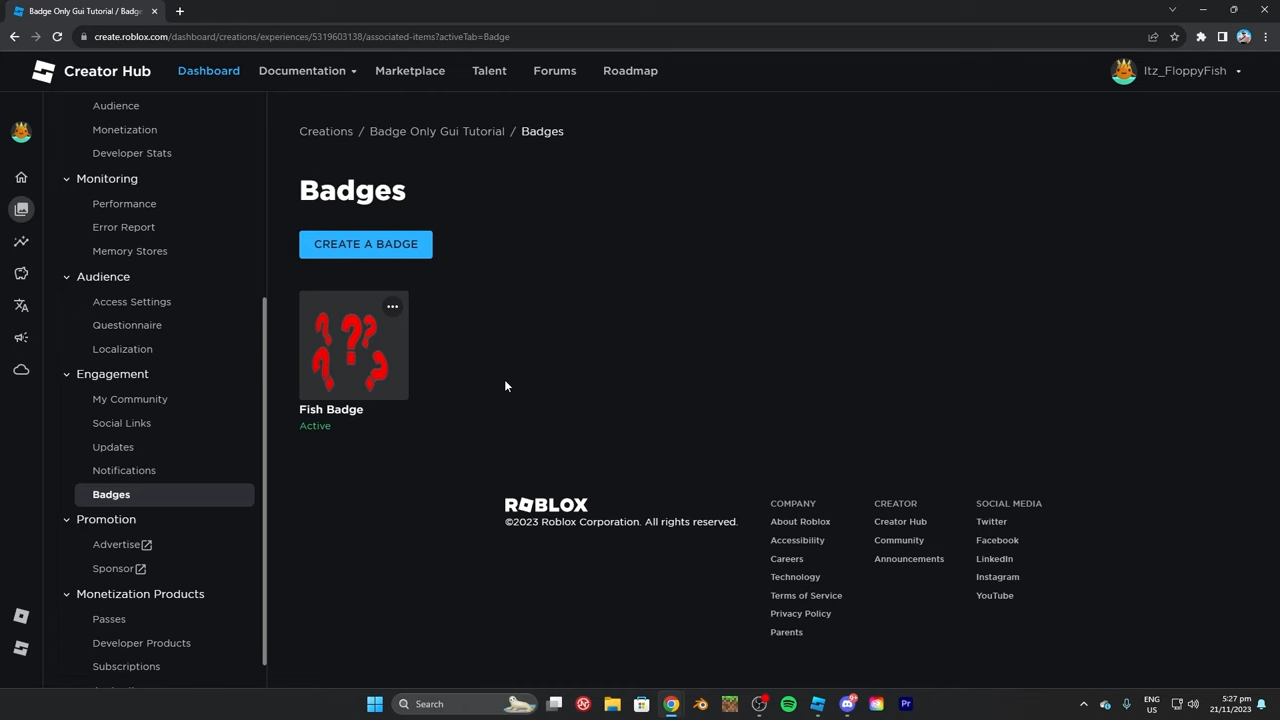 Badge Only Gui Tutorial / Badge
create.roblox.com/dashboard/creations/experiences/5319603138/associated-items?activeTab=Badge
Creator Hub
Dashboard
Documentation
Marketplace
Talent
Forums
Roadmap
Itz_FloppyFish
Audience
Monetization
Developer Stats
Monitoring
Performance
Error Report
Memory Stores
Audience
Access Settings
Questionnaire
Localization
Engagement
My Community
Social Links
Updates
Notifications
Badges
Promotion
Advertise
Sponsor
Monetization Products
Passes
Developer Products
Subscriptions
Creations / Badge Only Gui Tutorial / Badges
Badges
CREATE A BADGE
? ? ? ? ?
Fish Badge
Active
ROBLOX
©2023 Roblox Corporation. All rights reserved.
COMPANY
About Roblox
Accessibility
Careers
Technology
Terms of Service
Privacy Policy
Parents
CREATOR
Creator Hub
Community
Announcements
SOCIAL MEDIA
Twitter
Facebook
LinkedIn
Instagram
YouTube
Search
Pr
ENG
US
5:27 pm
21/11/2023